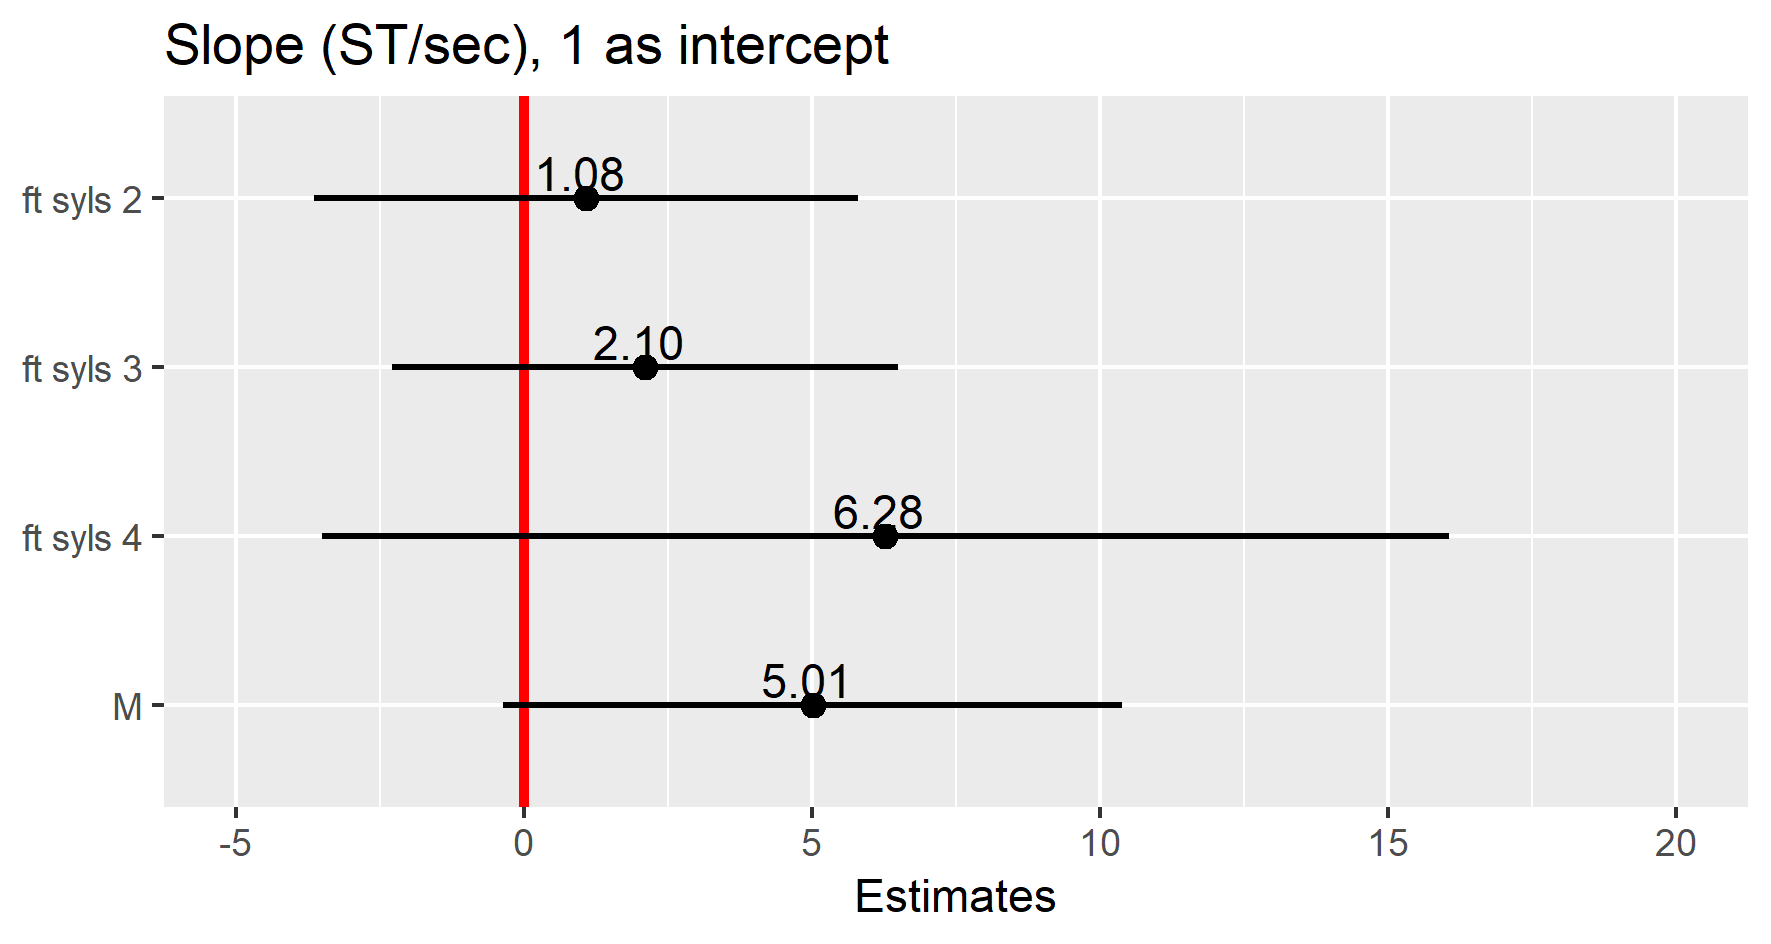 Slope (ST/sec), 1 as intercept
ft syls 2
1.08
ft syls 3
2.10
ft syls 4
6.28
M
5.01
-5 0 5 10 15 20
Estimates